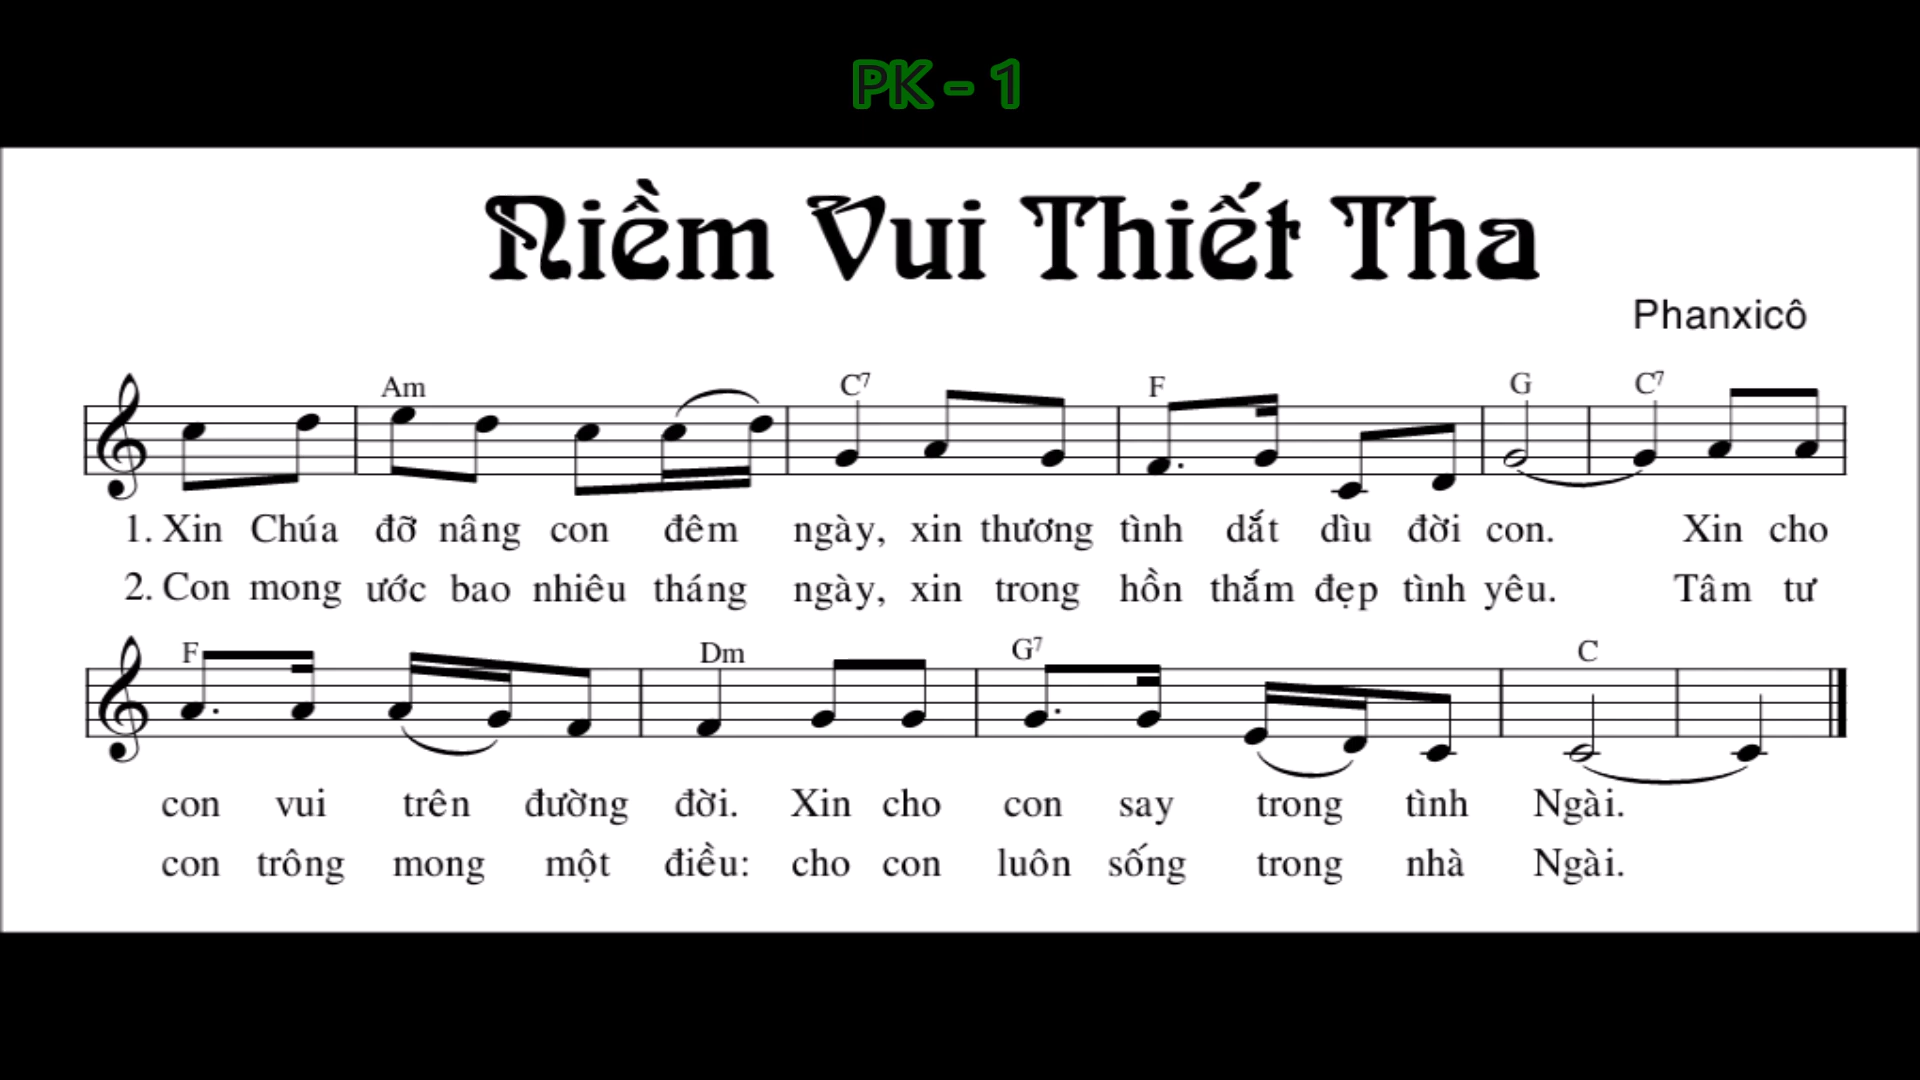 PK - 1
Niềm Vui Thiết Tha
Phanxicô
Am C7 F G C7
1. Xin Chúa đỡ nâng con đêm ngày, xin thương tình dắt dìu đời con. Xin cho
2. Con mong ước bao nhiêu tháng ngày, xin trong hồn thắm đẹp tình yêu. Tâm tư
F Dm G7 C
con vui trên đường đời. Xin cho con say trong tình Ngài.
con trông mong một điều: cho con luôn sống trong nhà Ngài.